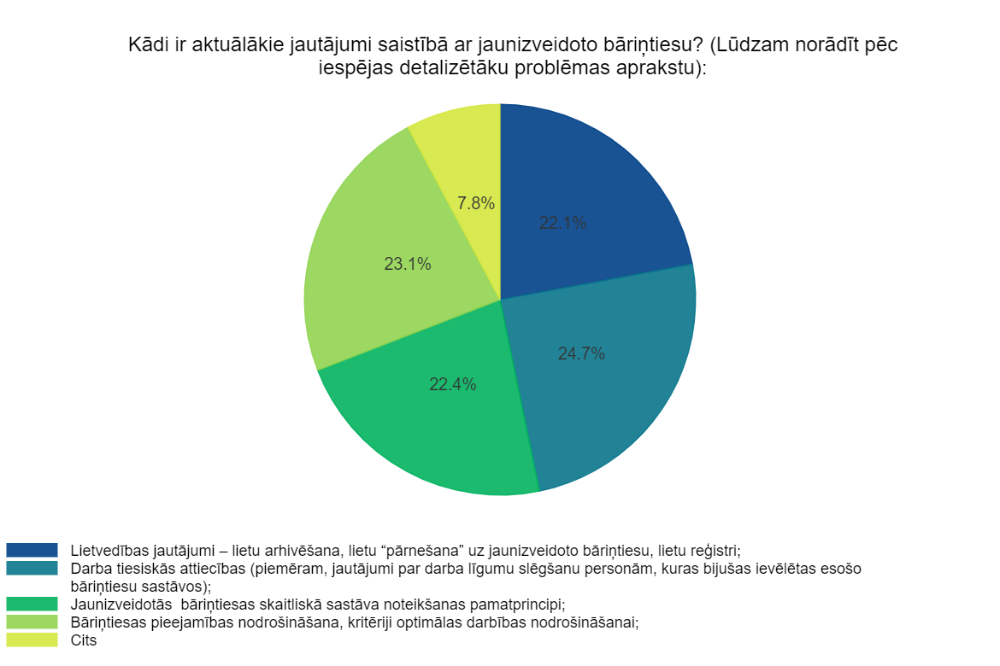 Kādi ir aktuālākie jautājumi saistībā ar jaunizveidoto bāriņtiesu? (Lūdzam norādīt pēc
iespējas detalizētāku problēmas aprakstu):
7.8%
22.1%
23.1%
24.7%
22.4%
Lietvedības jautājumi – lietu arhivēšana, lietu “pārnešana” uz jaunizveidoto bāriņtiesu, lietu reģistri;
Darba tiesiskās attiecības (piemēram, jautājumi par darba līgumu slēgšanu personām, kuras bijušas ievēlētas esošo
bāriņtiesu sastāvos);
Jaunizveidotās  bāriņtiesas skaitliskā sastāva noteikšanas pamatprincipi;
Bāriņtiesas pieejamības nodrošināšana, kritēriji optimālas darbības nodrošināšanai;
Cits